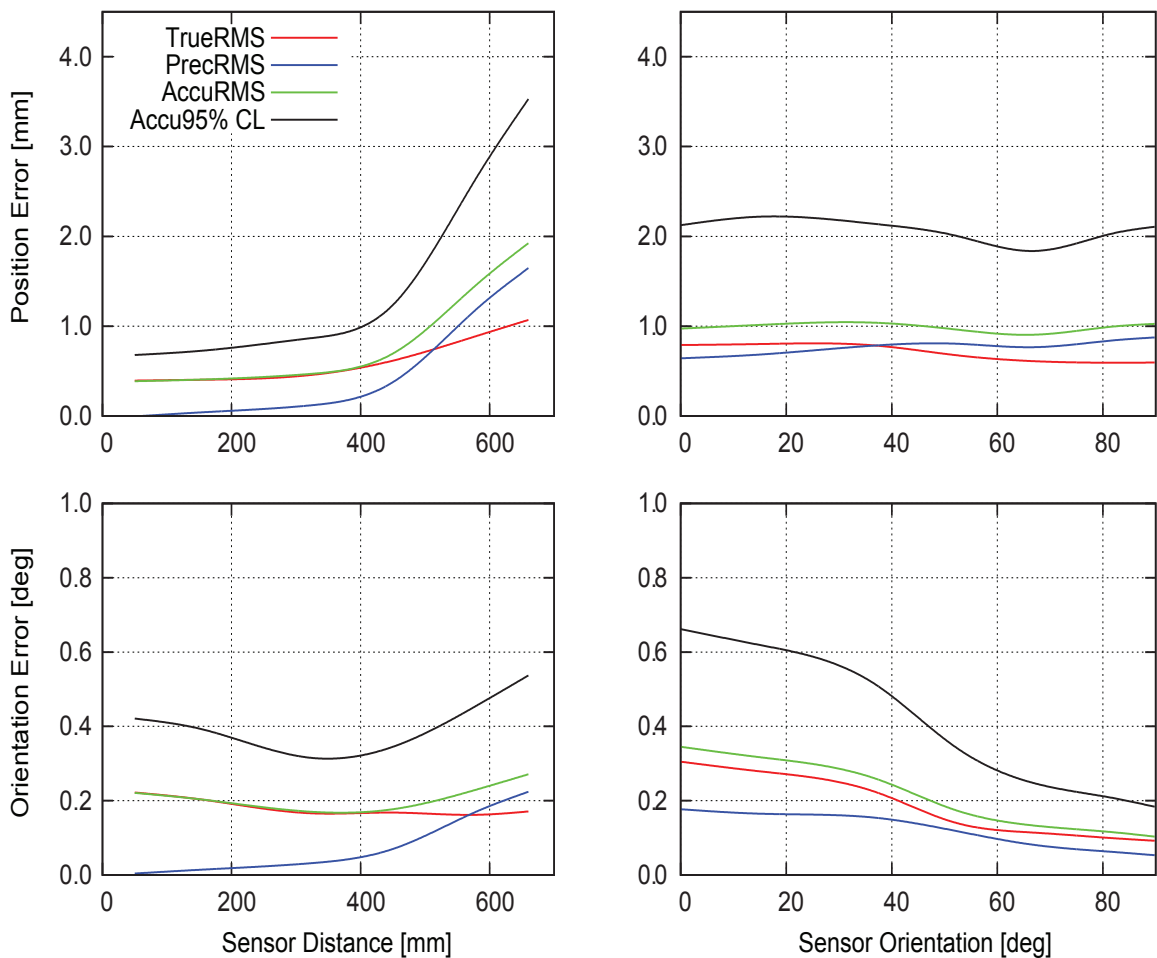 TrueRMS
PrecRMS
AccuRMS
Accu95% CL
Position Error [mm]
4.0
3.0
2.0
1.0
0.0
0 200 400 600
4.0
3.0
2.0
1.0
0.0
0 20 40 60 80
Orientation Error [deg]
1.0
0.8
0.6
0.4
0.2
0.0
0 200 400 600
Sensor Distance [mm]
1.0
0.8
0.6
0.4
0.2
0.0
0 20 40 60 80
Sensor Orientation [deg]